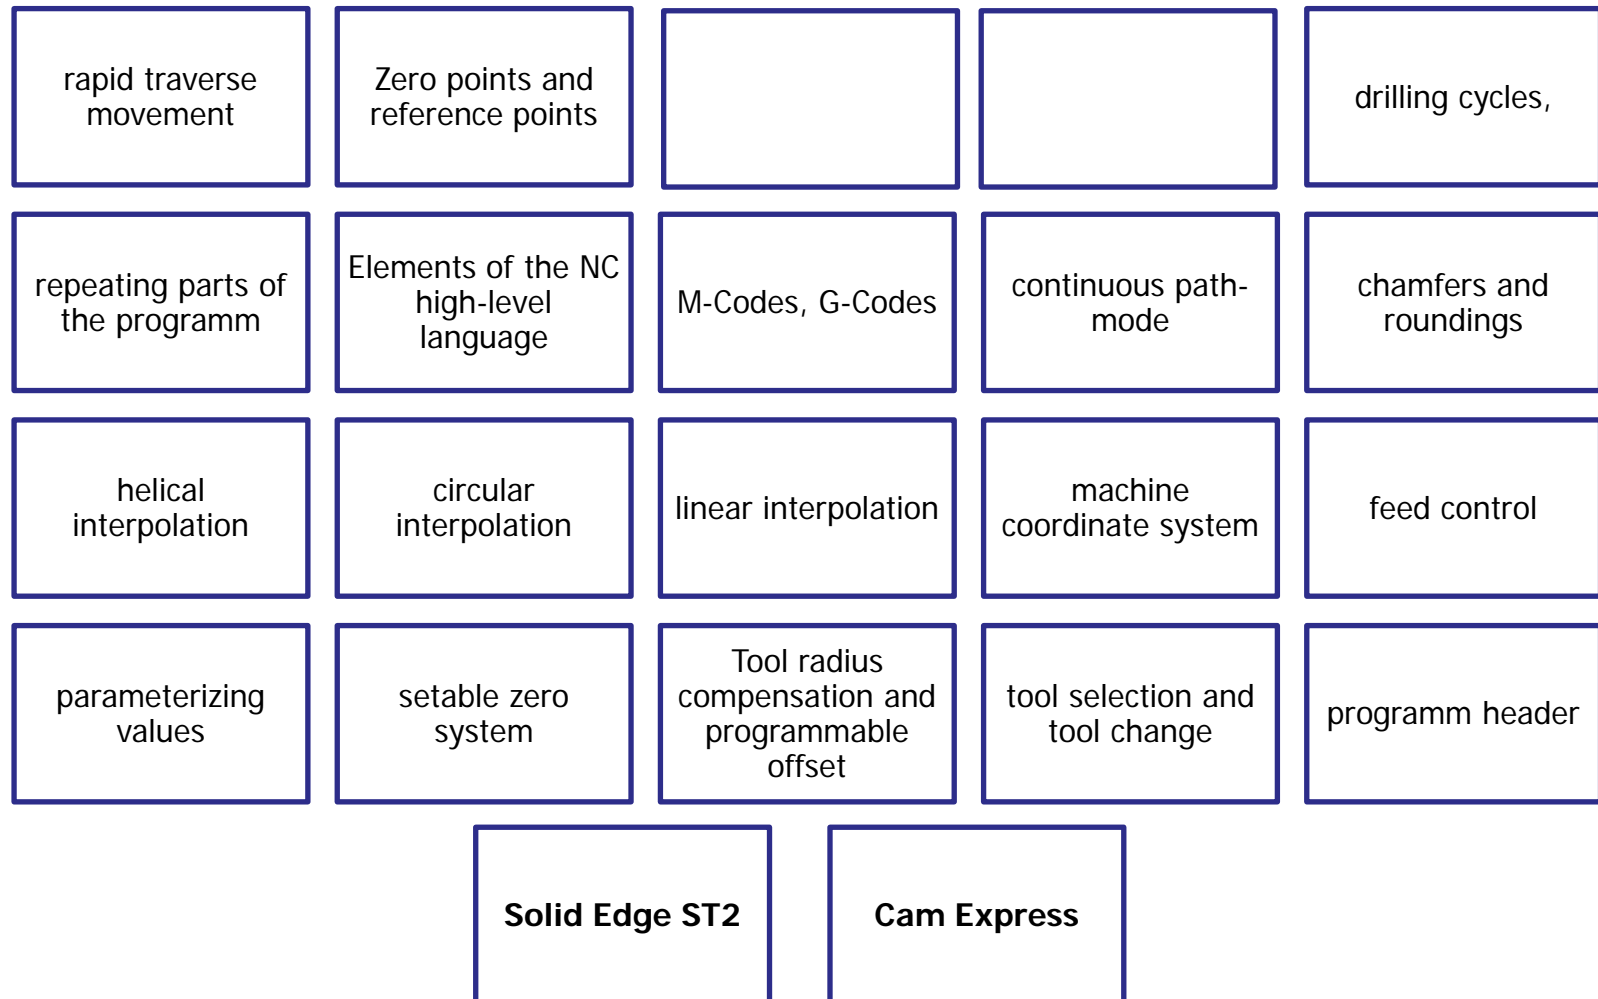 rapid traverse
movement
Zero points and
reference points
drilling cycles,
repeating parts of
the programm
Elements of the NC
high-level
language
M-Codes, G-Codes
continuous path-
mode
chamfers and
roundings
helical
interpolation
circular
interpolation
linear interpolation
machine
coordinate system
feed control
parameterizing
values
setable zero
system
Tool radius
compensation and
programmable
offset
tool selection and
tool change
programm header
Solid Edge ST2
Cam Express